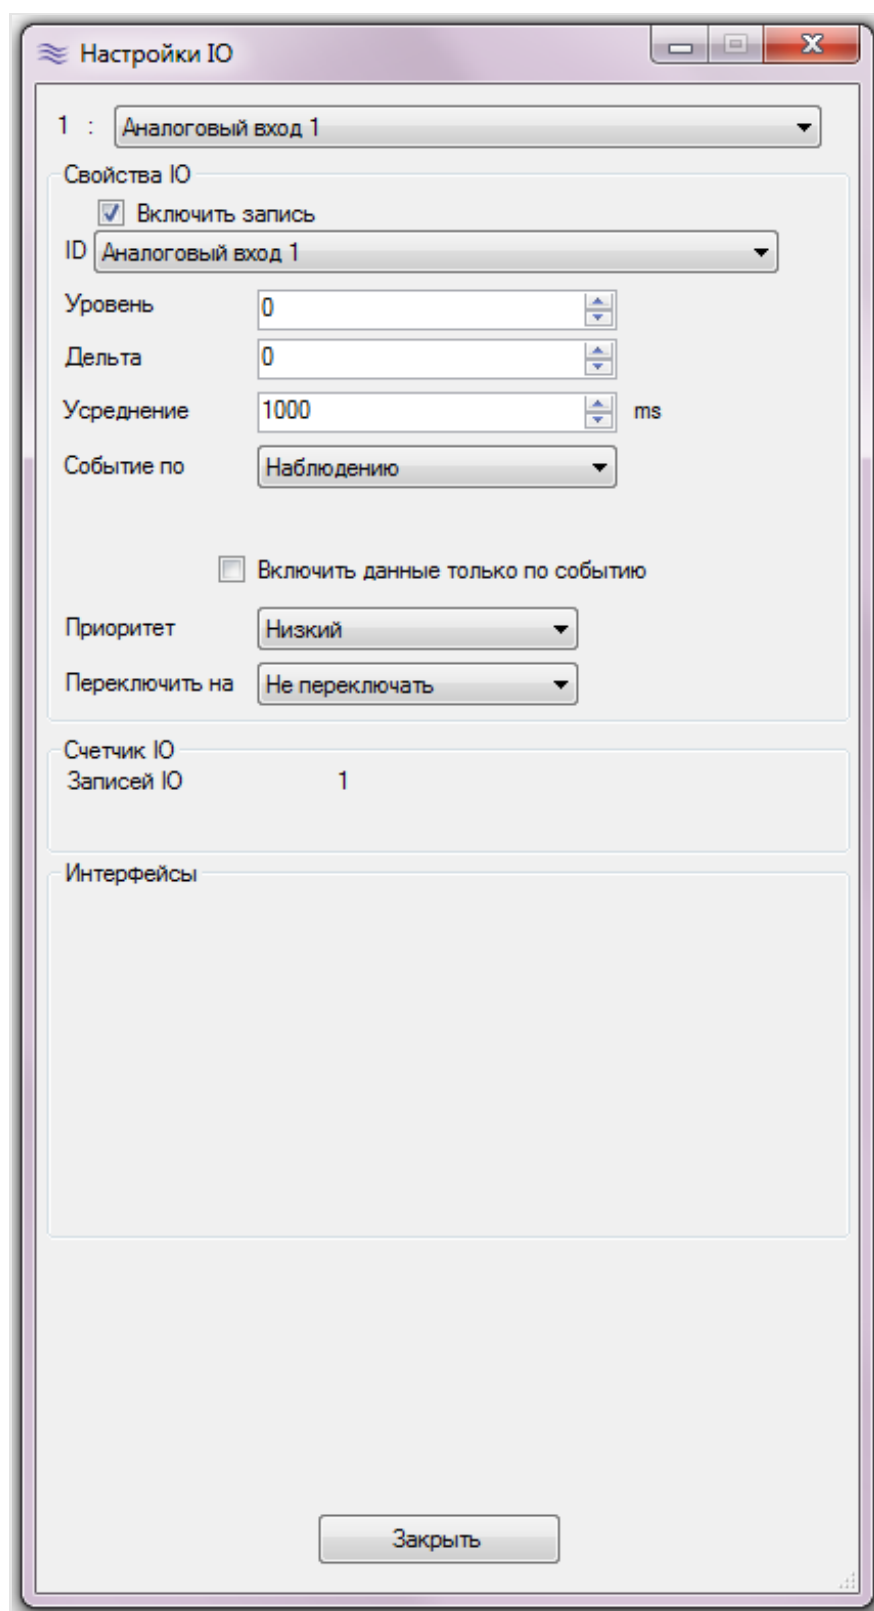 Настройки IO
1 : Аналоговый вход 1
Свойства IO
Включить запись
ID Аналоговый вход 1
Уровень 0
Дельта 0
Усреднение 1000 ms
Событие по Наблюдению
Включить данные только по событию
Приоритет Низкий
Переключить на Не переключать
Счетчик IO
Записей IO 1
Интерфейсы
Закрыть